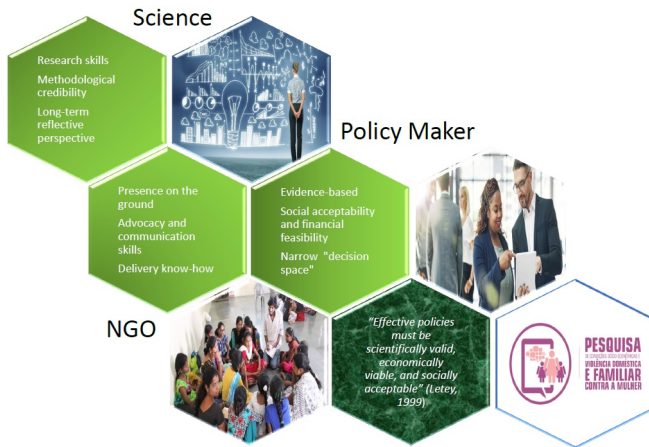 Science
Research skills
Methodological
credibility
Long-term
reflective
perspective
Policy Maker
Presence on the
ground
Advocacy and
communication
skills
Delivery know-how
Evidence-based
Social acceptability
and financial
feasibility
Narrow "decision
space"
NGO
"Effective policies
must be
scientifically valid,
economically
viable, and socially
acceptable" (Letey,
1999)
PESQUISA
VIOLÊNCIA DOMÉSTICA
E FAMILIAR
CONTRA A MULHER